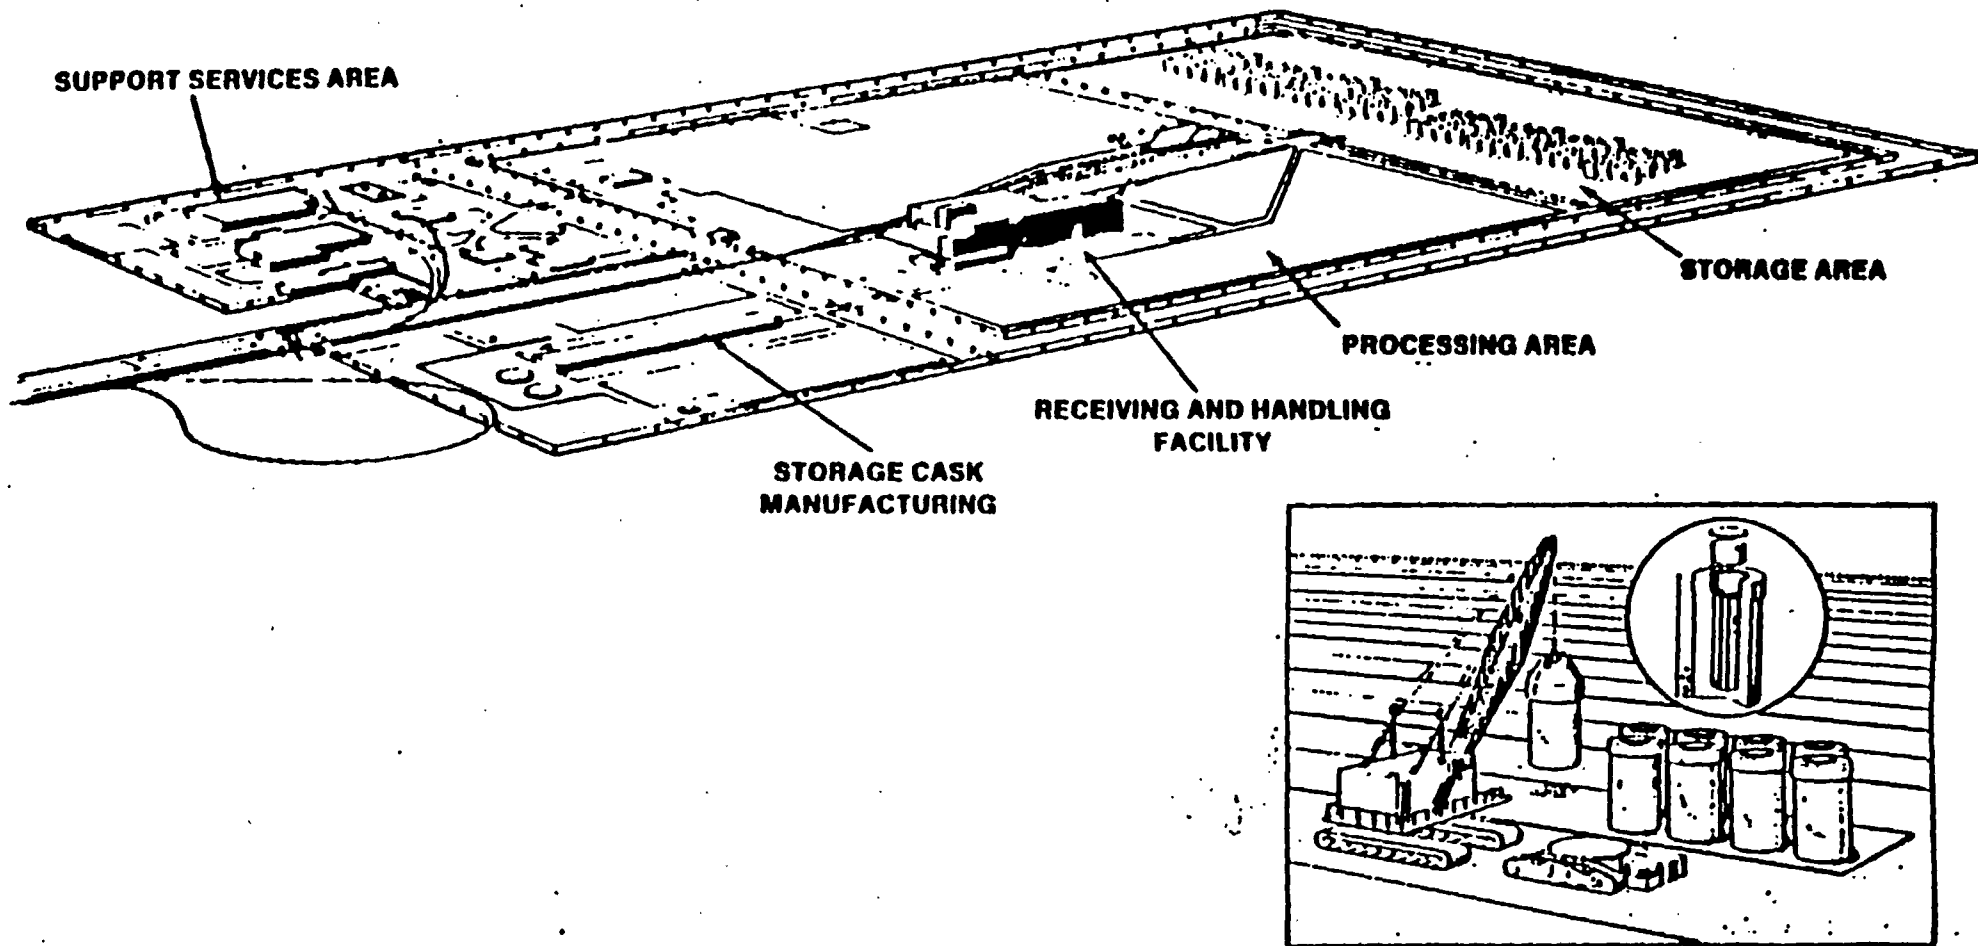 SUPPORT SERVICES AREA
STORAGE AREA
PROCESSING AREA
RECEIVING AND HANDLING
FACILITY
STORAGE CASK
MANUFACTURING